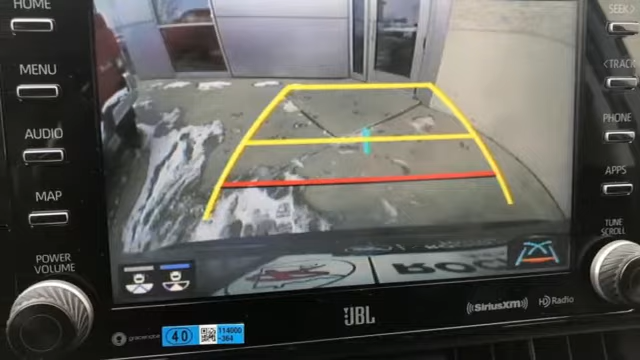 HOME
MENU
AUDIO
MAP
POWER
VOLUME
SEEK>
<TRACK
PHONE
APPS
TUNE
SCROLL
gracenote
40
114000
-364
JBL
SiriusXM
HD Radio